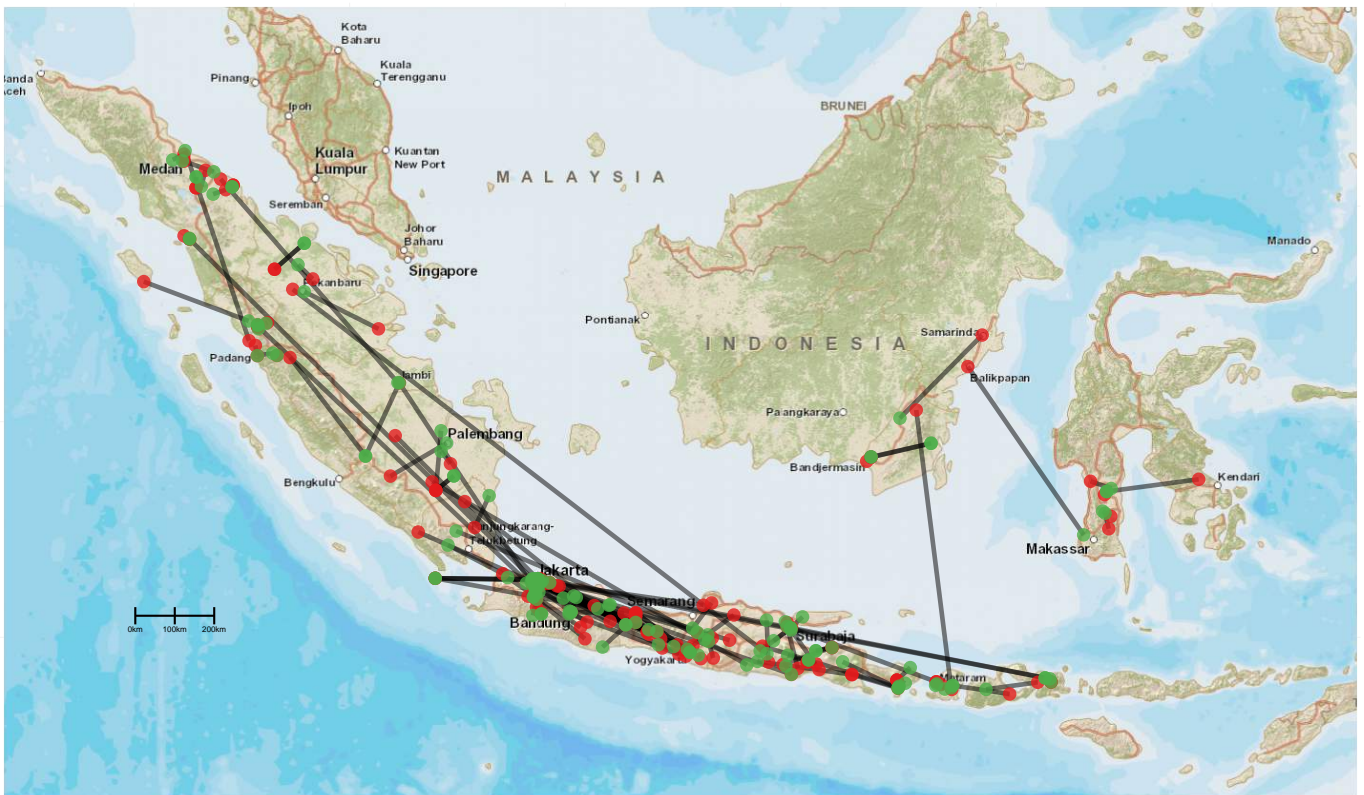 Kota
Baharu
Banda
Aceh
Pinang
Kuala
Terengganu
Ipoh
BRUNEI
Medan
Kuala
Lumpur
Kuantan
New Port
MALAYSIA
Seremban
Johor
Baharu
Singapore
Manado
Pekanbaru
Pontianak
Samarinda
INDONESIA
Padang
Balikpapan
Jambi
Palangkaraya
Palembang
Bandjermasin
Bengkulu
Kendari
Tanjungkarang-
Telukbetung
Makassar
Jakarta
Semarang
0km 100km 200km
Bandung
Surabaja
Yogyakarta
Mataram